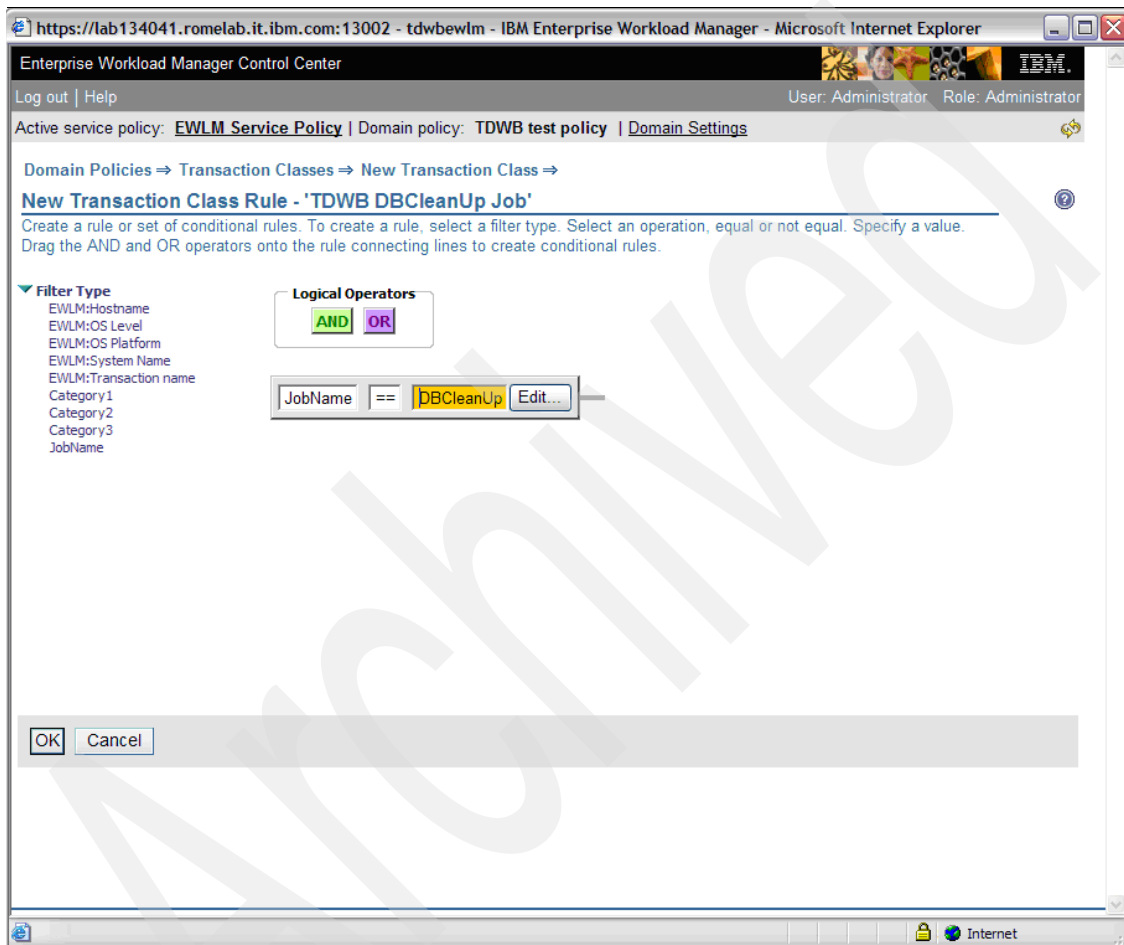 https://lab134041.romelab.it.ibm.com:13002 - tdwbewlm - IBM Enterprise Workload Manager - Microsoft Internet Explorer
Enterprise Workload Manager Control Center
IBM.
Log out | Help
User: Administrator Role: Administrator
Active service policy: EWLM Service Policy | Domain policy: TDWB test policy | Domain Settings
Domain Policies ⇒ Transaction Classes ⇒ New Transaction Class ⇒
New Transaction Class Rule - 'TDWB DBCleanUp Job'
?
Create a rule or set of conditional rules. To create a rule, select a filter type. Select an operation, equal or not equal. Specify a value.
Drag the AND and OR operators onto the rule connecting lines to create conditional rules.
Filter Type
EWLM:Hostname
EWLM:OS Level
EWLM:OS Platform
EWLM:System Name
EWLM:Transaction name
Category1
Category2
Category3
JobName
Logical Operators
AND OR
JobName == DBCleanUp Edit...
OK Cancel
Internet
Archived